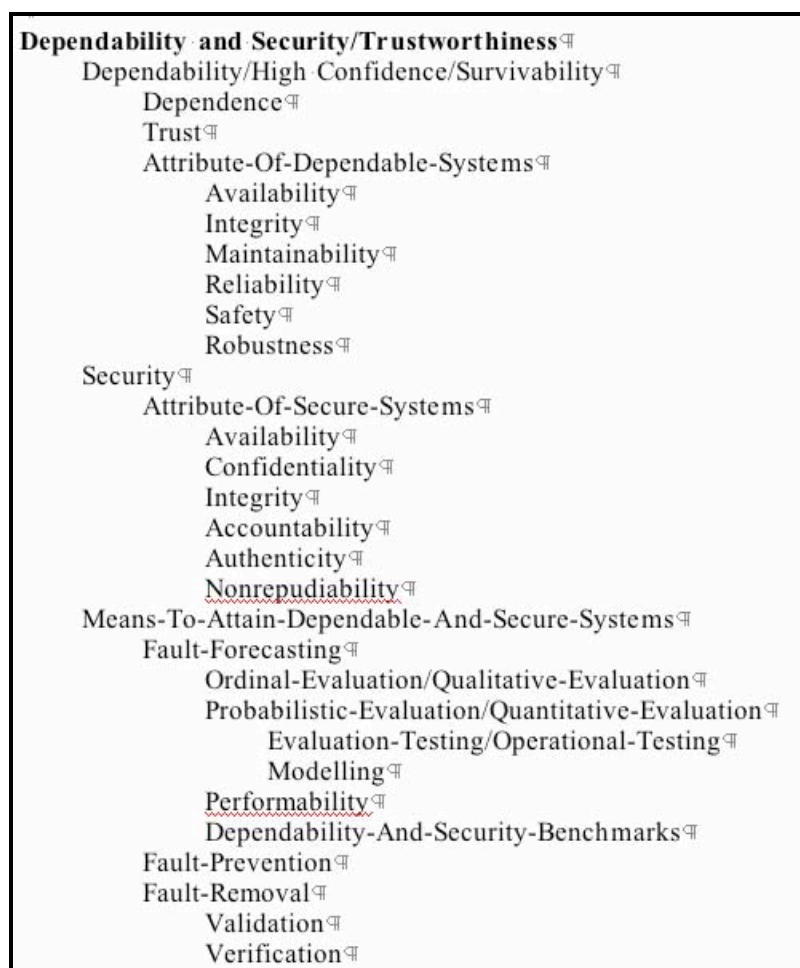 Dependability and Security/Trustworthiness¶
Dependability/High Confidence/Survivability¶
Dependence¶
Trust¶
Attribute-Of-Dependable-Systems¶
Availability¶
Integrity¶
Maintainability¶
Reliability¶
Safety¶
Robustness¶
Security¶
Attribute-Of-Secure-Systems¶
Availability¶
Confidentiality¶
Integrity¶
Accountability¶
Authenticity¶
Nonrepudiability¶
Means-To-Attain-Dependable-And-Secure-Systems¶
Fault-Forecasting¶
Ordinal-Evaluation/Qualitative-Evaluation¶
Probabilistic-Evaluation/Quantitative-Evaluation¶
Evaluation-Testing/Operational-Testing¶
Modelling¶
Performability¶
Dependability-And-Security-Benchmarks¶
Fault-Prevention¶
Fault-Removal¶
Validation¶
Verification¶